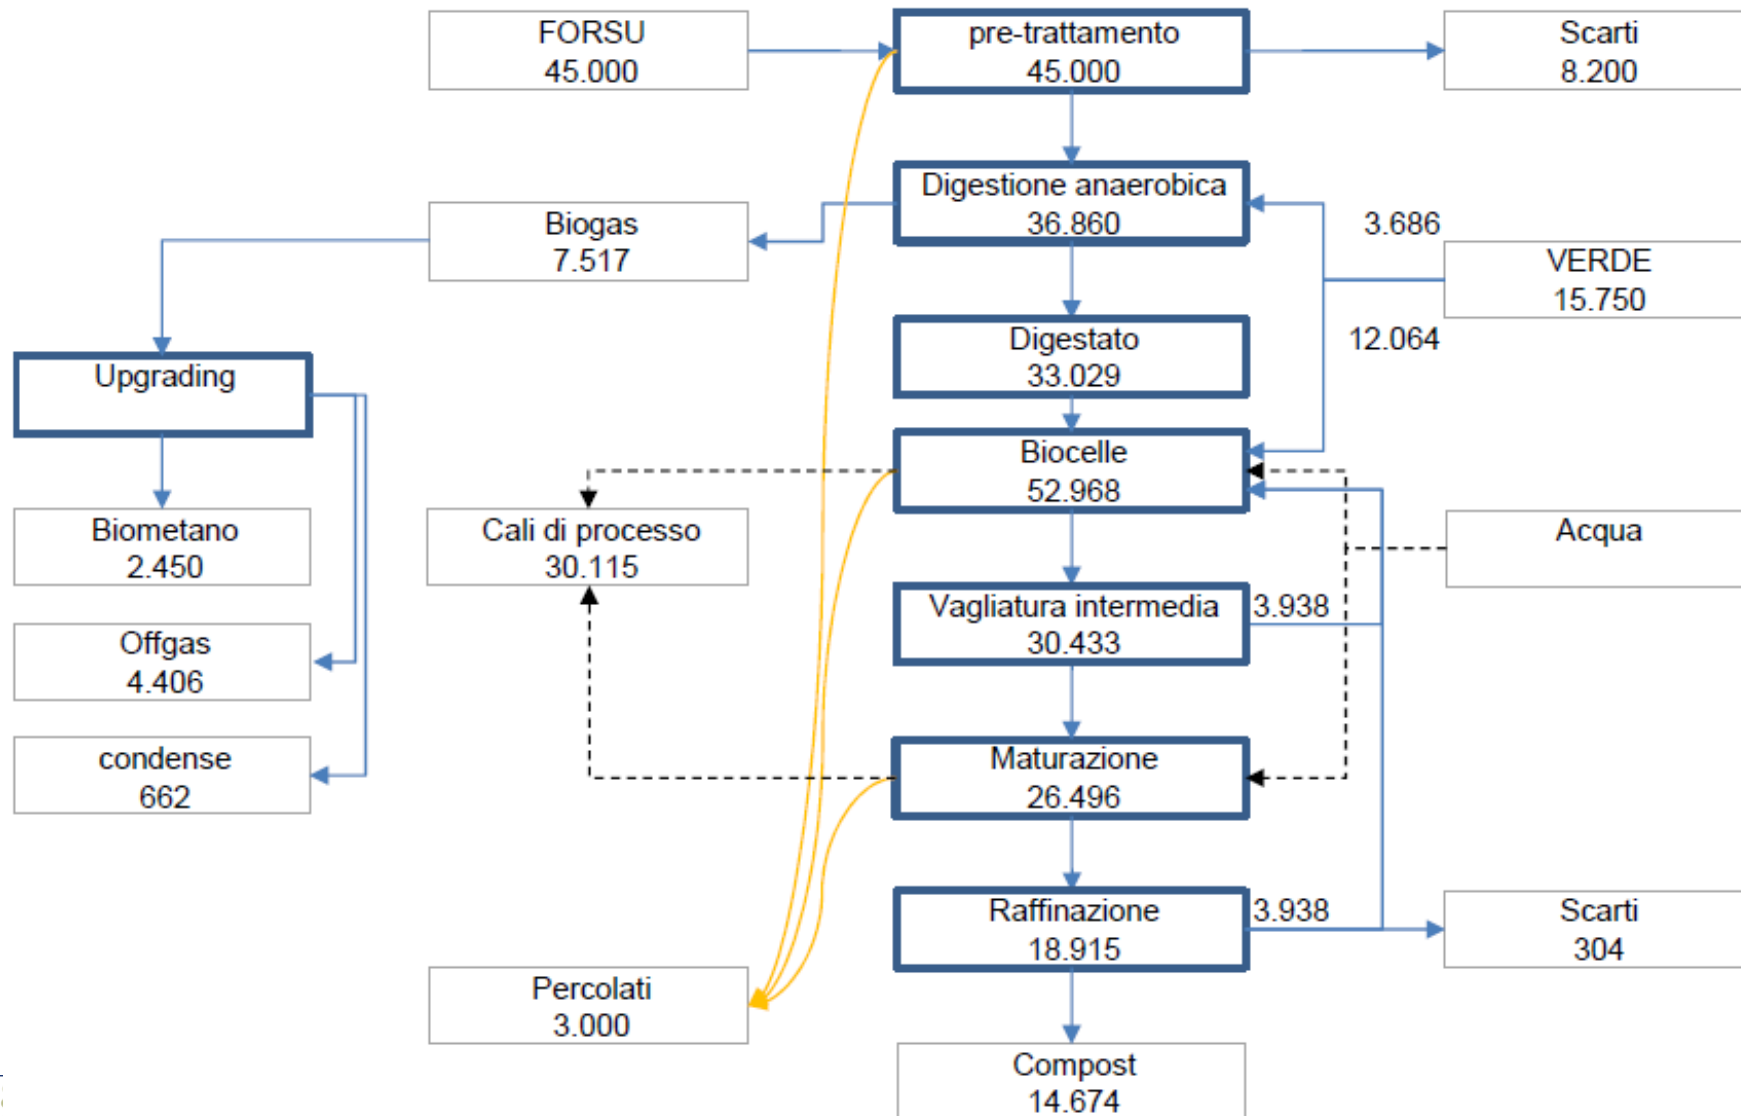 FORSU
45.000
pre-trattamento
45.000
Scarti
8.200
Digestione anaerobica
36.860
Biogas
7.517
3.686
VERDE
15.750
12.064
Digestato
33.029
Upgrading
Biocelle
52.968
Biometano
2.450
Cali di processo
30.115
Acqua
Vagliatura intermedia
30.433
3.938
Offgas
4.406
condense
662
Maturazione
26.496
Raffinazione
18.915
3.938
Scarti
304
Percolati
3.000
Compost
14.674